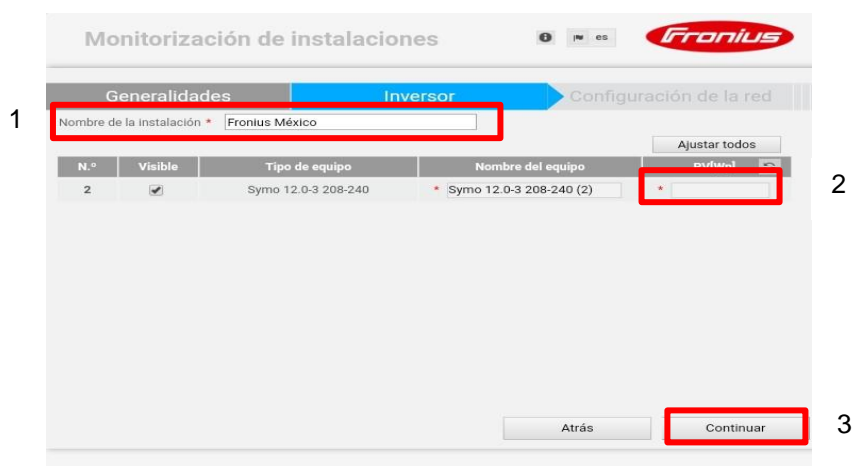 Monitorización de instalaciones
es
Fronius
Generalidades Inversor Configuración de la red
1
Nombre de la instalación * Fronius México
Ajustar todos
N.º Visible Tipo de equipo Nombre del equipo PV[Wp]
2 Symo 12.0-3 208-240 * Symo 12.0-3 208-240 (2) *
2
Atrás Continuar
3